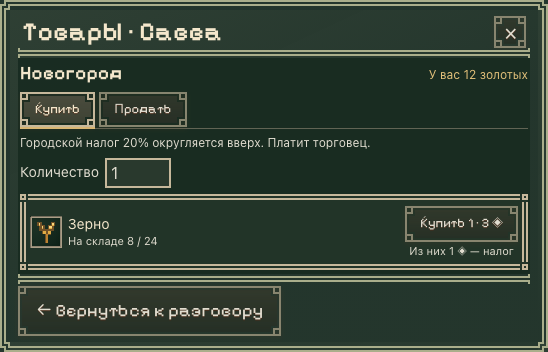 Товары · Савва
×
Новогород
У вас 12 золотых
Купить
Продать
Городской налог 20% округляется вверх. Платит торговец.
Количество 1
Зерно
На складе 8 / 24
Купить 1 · 3 ◈
Из них 1 ◈ — налог
← Вернуться к разговору